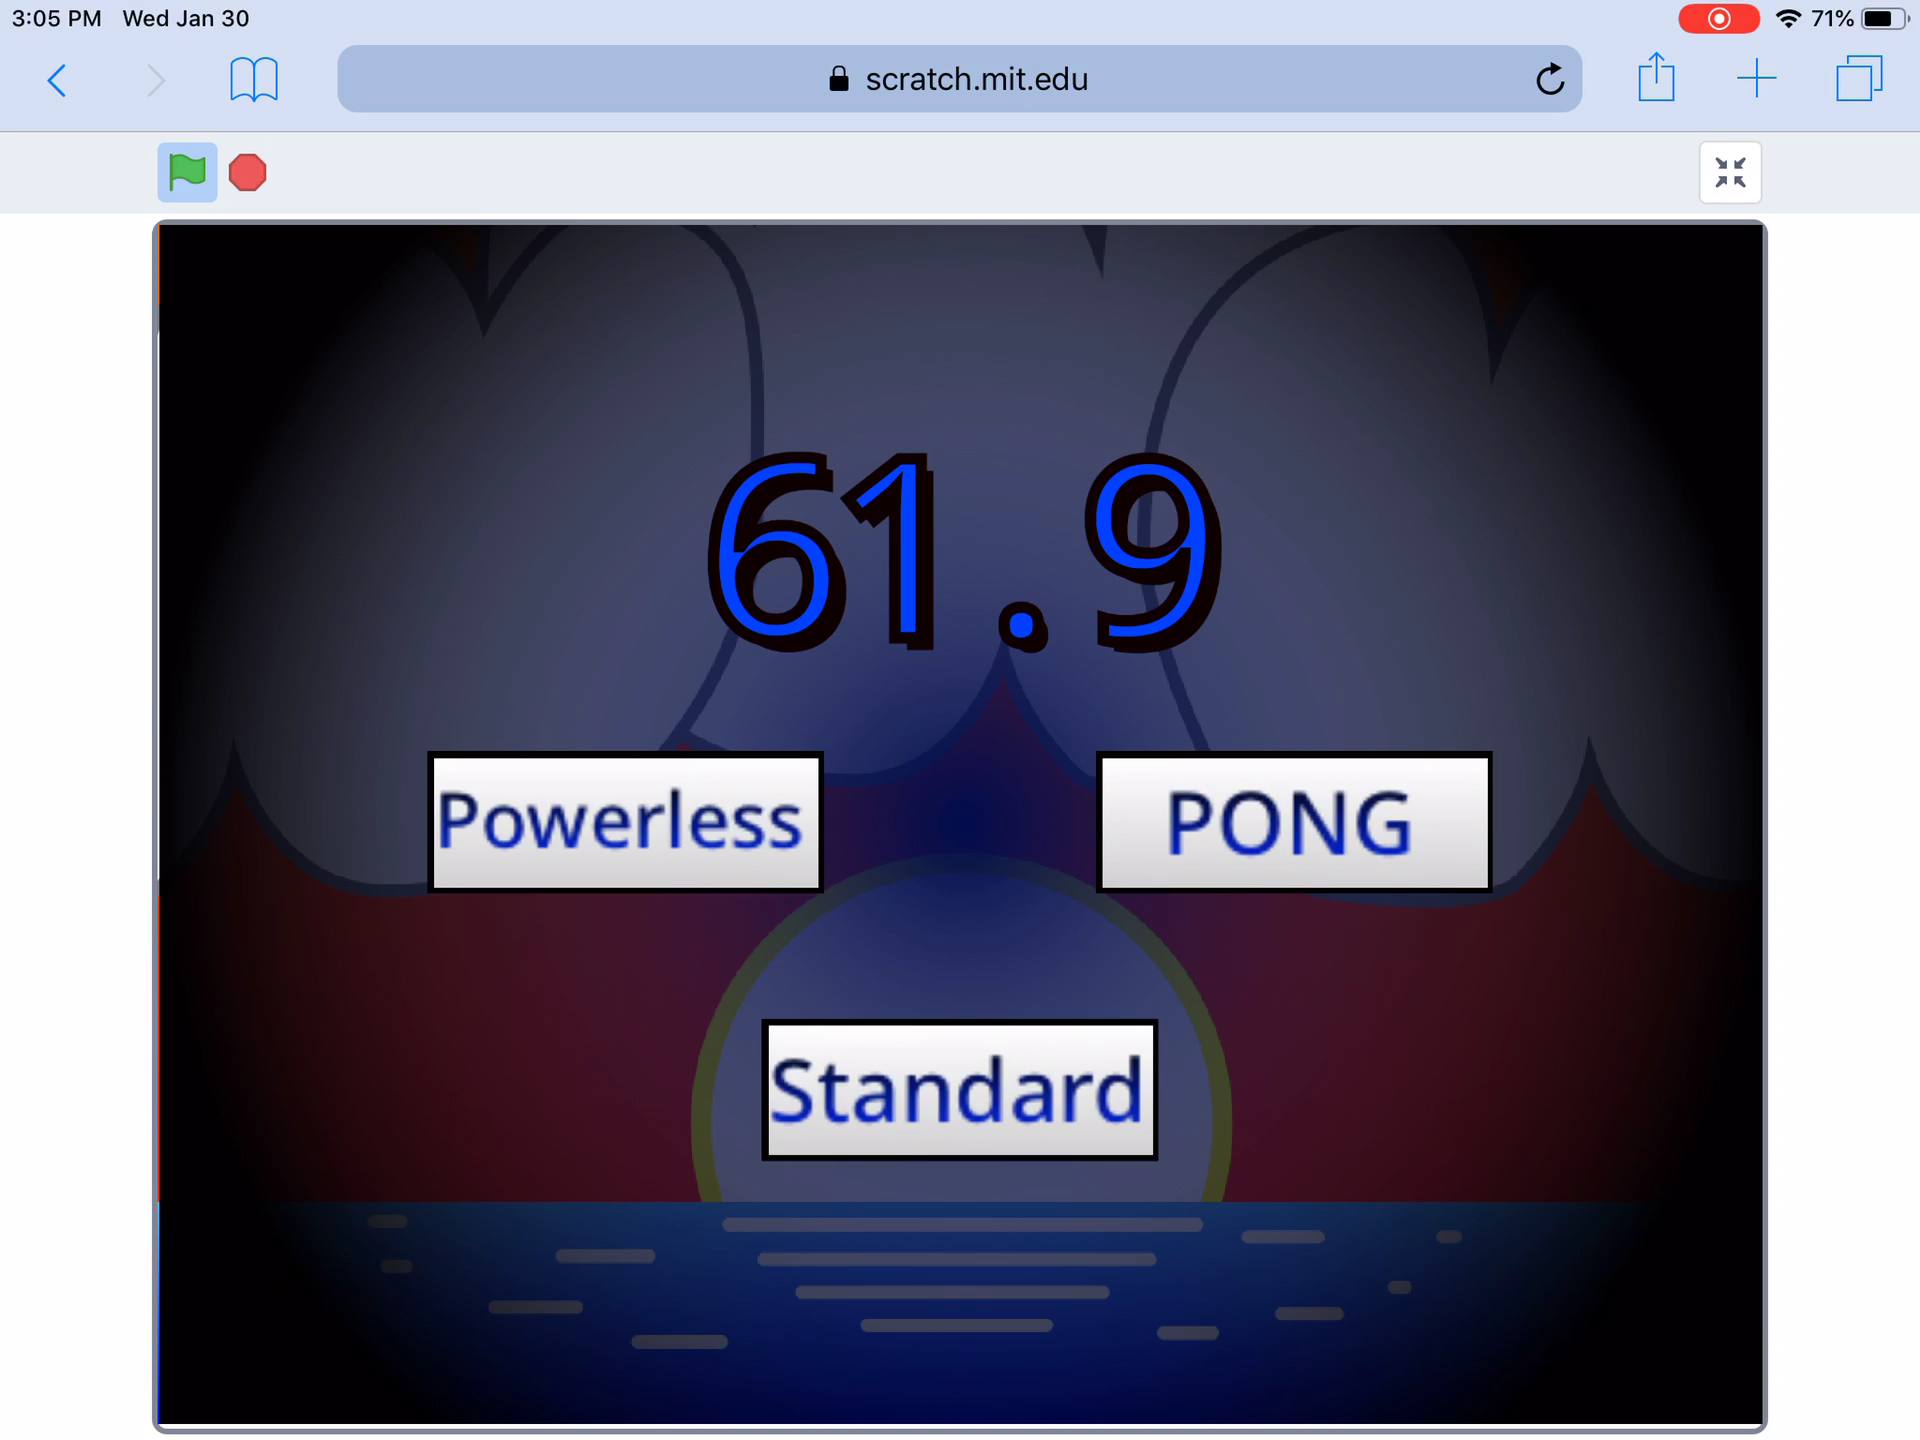 3:05 PM Wed Jan 30 71%
scratch.mit.edu
61.9
Powerless PONG
Standard